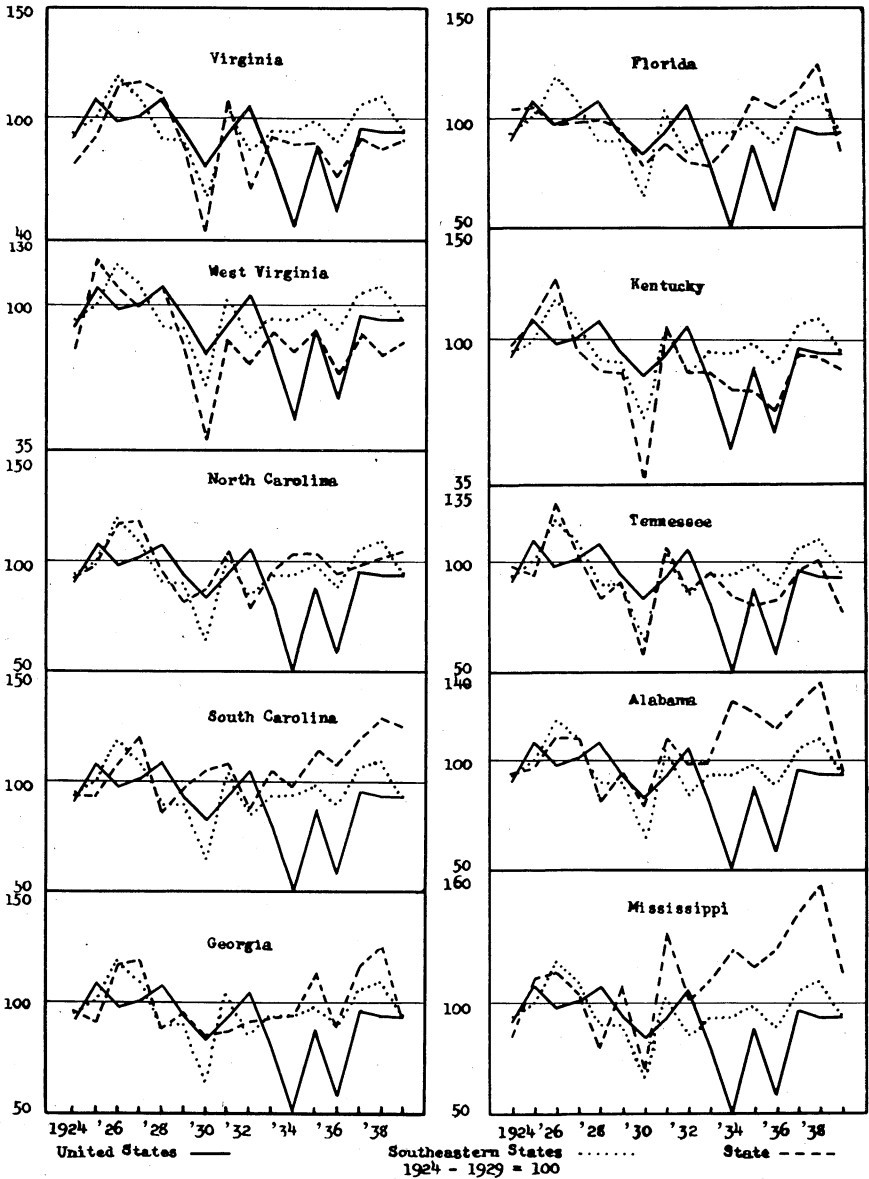 150
Virginia
100
40
130
West Virginia
100
35
150
North Carolina
100
50
150
South Carolina
100
50
150
Georgia
100
50
1924 '26 '28 '30 '32 '34 '36 '38
150
Florida
100
50
150
Kentucky
100
35
135
Tennessee
100
50
140
Alabama
100
50
160
Mississippi
100
50
1924 '26 '28 '30 '32 '34 '36 '38
United States Southeastern States State
1924 - 1929 = 100